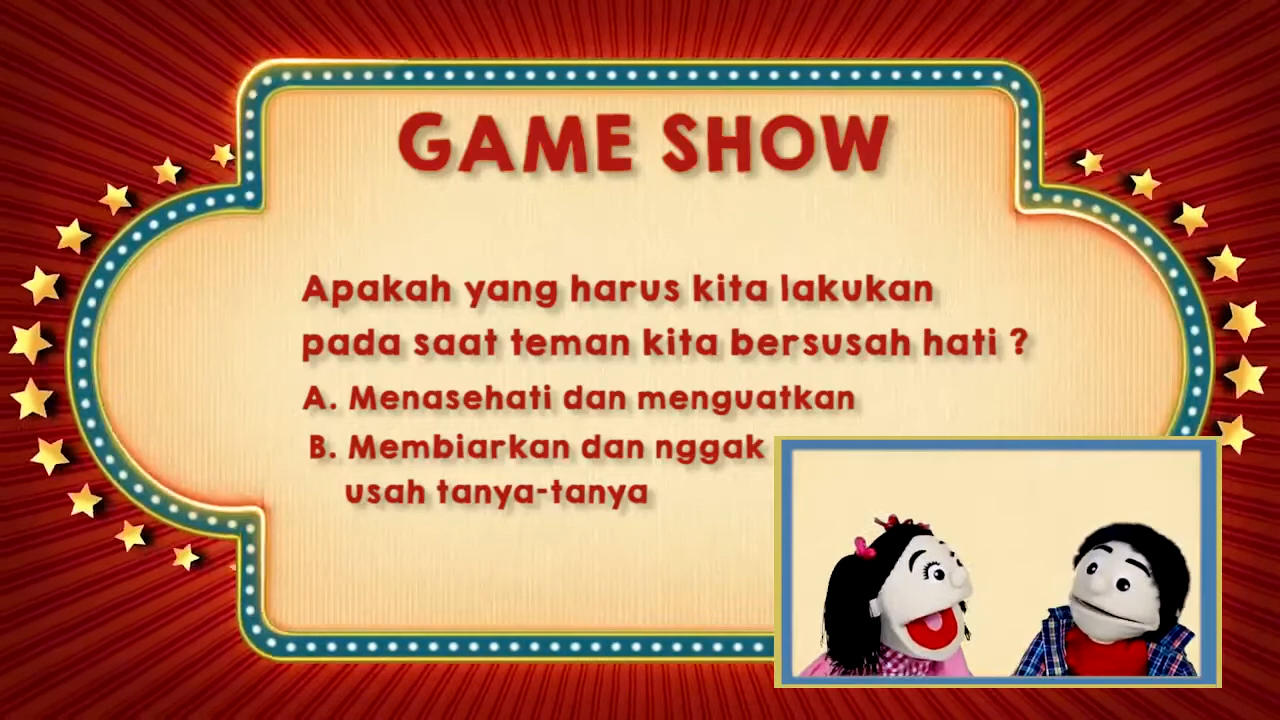 GAME SHOW
Apakah yang harus kita lakukan
pada saat teman kita bersusah hati ?
A. Menasehati dan menguatkan
B. Membiarkan dan nggak
usah tanya-tanya